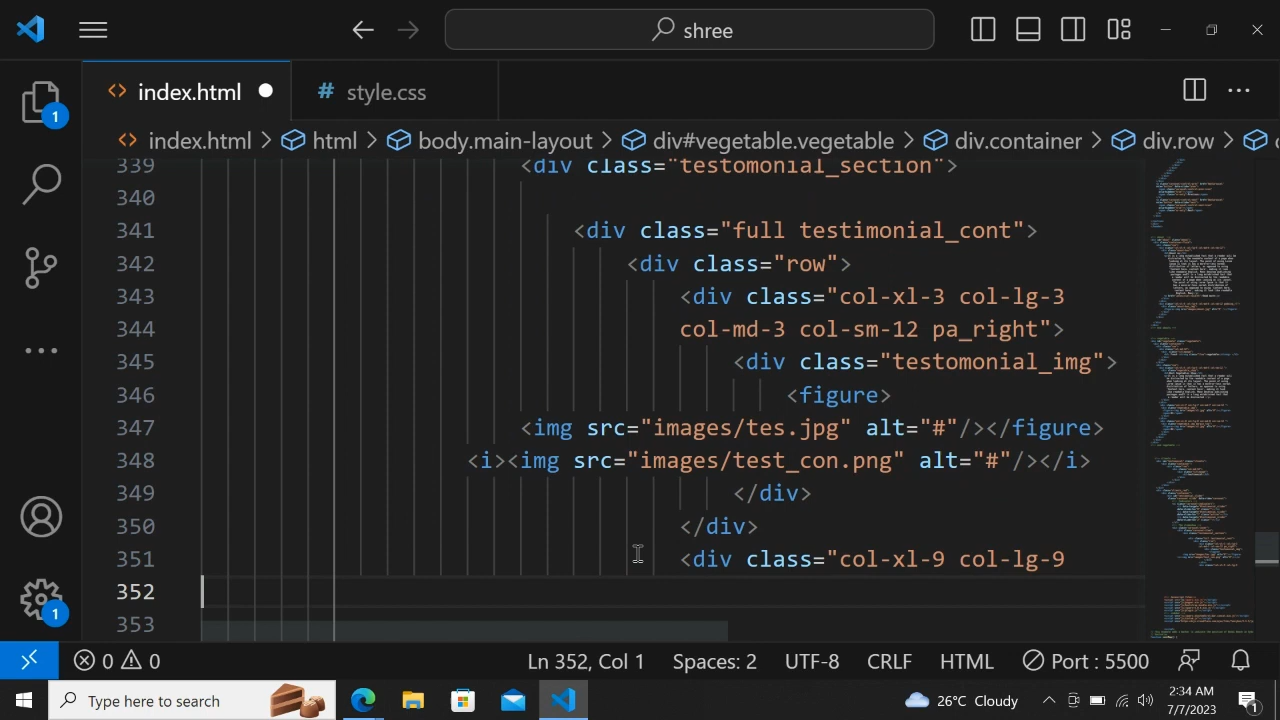 shree
index.html
style.css
index.html > html > body.main-layout > div#vegetable.vegetable > div.container > div.row >
339 <div class="testomonial_section">
340
341 <div class="full testimonial_cont">
342 <div class="row">
343 <div class="col-xl-3 col-lg-3
344 col-md-3 col-sm-12 pa_right">
345 <div class="testomonial_img">
346 figure>
347 img src="images/tes.jpg" alt="#"/></figure>
348 i><img src="images/test_con.png" alt="#"/></i>
349 </div>
350 </div>
351 <div class="col-xl-9 col-lg-9
352
353
1
1
0 0 Ln 352, Col 1 Spaces: 2 UTF-8 CRLF HTML Port : 5500
Type here to search
26°C Cloudy
2:34 AM
7/7/2023
1